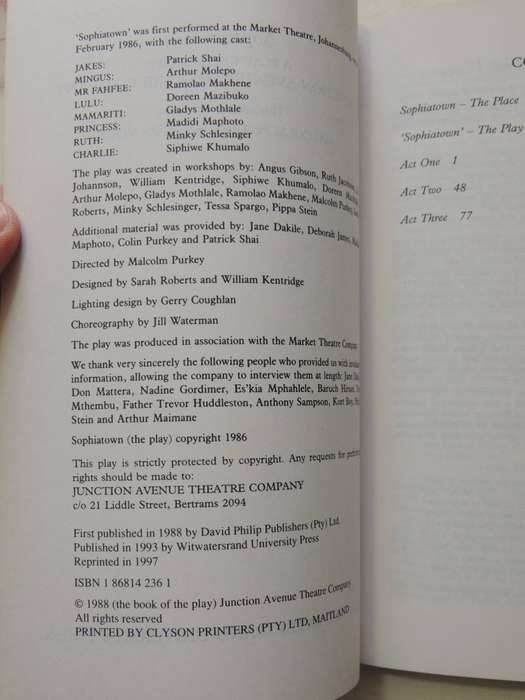 'Sophiatown' was first performed at the Market Theatre, Johannesburg,
February 1986, with the following cast:
JAKES: Patrick Shai
MINGUS: Arthur Molepo
MR FAHFEE: Ramolao Makhene
LULU: Doreen Mazibuko
MAMARITI: Gladys Mothlale
PRINCESS: Madidi Maphoto
RUTH: Minky Schlesinger
CHARLIE: Siphiwe Khumalo
The play was created in workshops by: Angus Gibson, Ruth
Johannson, William Kentridge, Siphiwe Khumalo, Doreen
Arthur Molepo, Gladys Mothlale, Ramolao Makhene, Malcolm Purkey,
Roberts, Minky Schlesinger, Tessa Spargo, Pippa Stein
Additional material was provided by: Jane Dakile, Deborah James,
Maphoto, Colin Purkey and Patrick Shai
Directed by Malcolm Purkey
Designed by Sarah Roberts and William Kentridge
Lighting design by Gerry Coughlan
Choreography by Jill Waterman
The play was produced in association with the Market Theatre Company
We thank very sincerely the following people who provided us with
information, allowing the company to interview them at length: Jane
Don Mattera, Nadine Gordimer, Es'kia Mphahlele, Baruch Hirson,
Mthembu, Father Trevor Huddleston, Anthony Sampson, Kort Boy,
Stein and Arthur Maimane
Sophiatown (the play) copyright 1986
This play is strictly protected by copyright. Any requests for
rights should be made to:
JUNCTION AVENUE THEATRE COMPANY
c/o 21 Liddle Street, Bertrams 2094
First published in 1988 by David Philip Publishers (Pty) Ltd
Published in 1993 by Witwatersrand University Press
Reprinted in 1997
ISBN 1 86814 236 1
© 1988 (the book of the play) Junction Avenue Theatre Company
All rights reserved
PRINTED BY CLYSON PRINTERS (PTY) LTD, MAITLAND
Sophiatown – The Place
'Sophiatown' – The Play
Act One 1
Act Two 48
Act Three 77